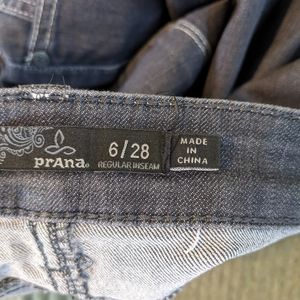 prAna
6/28
REGULAR INSEAM
MADE
IN
CHINA